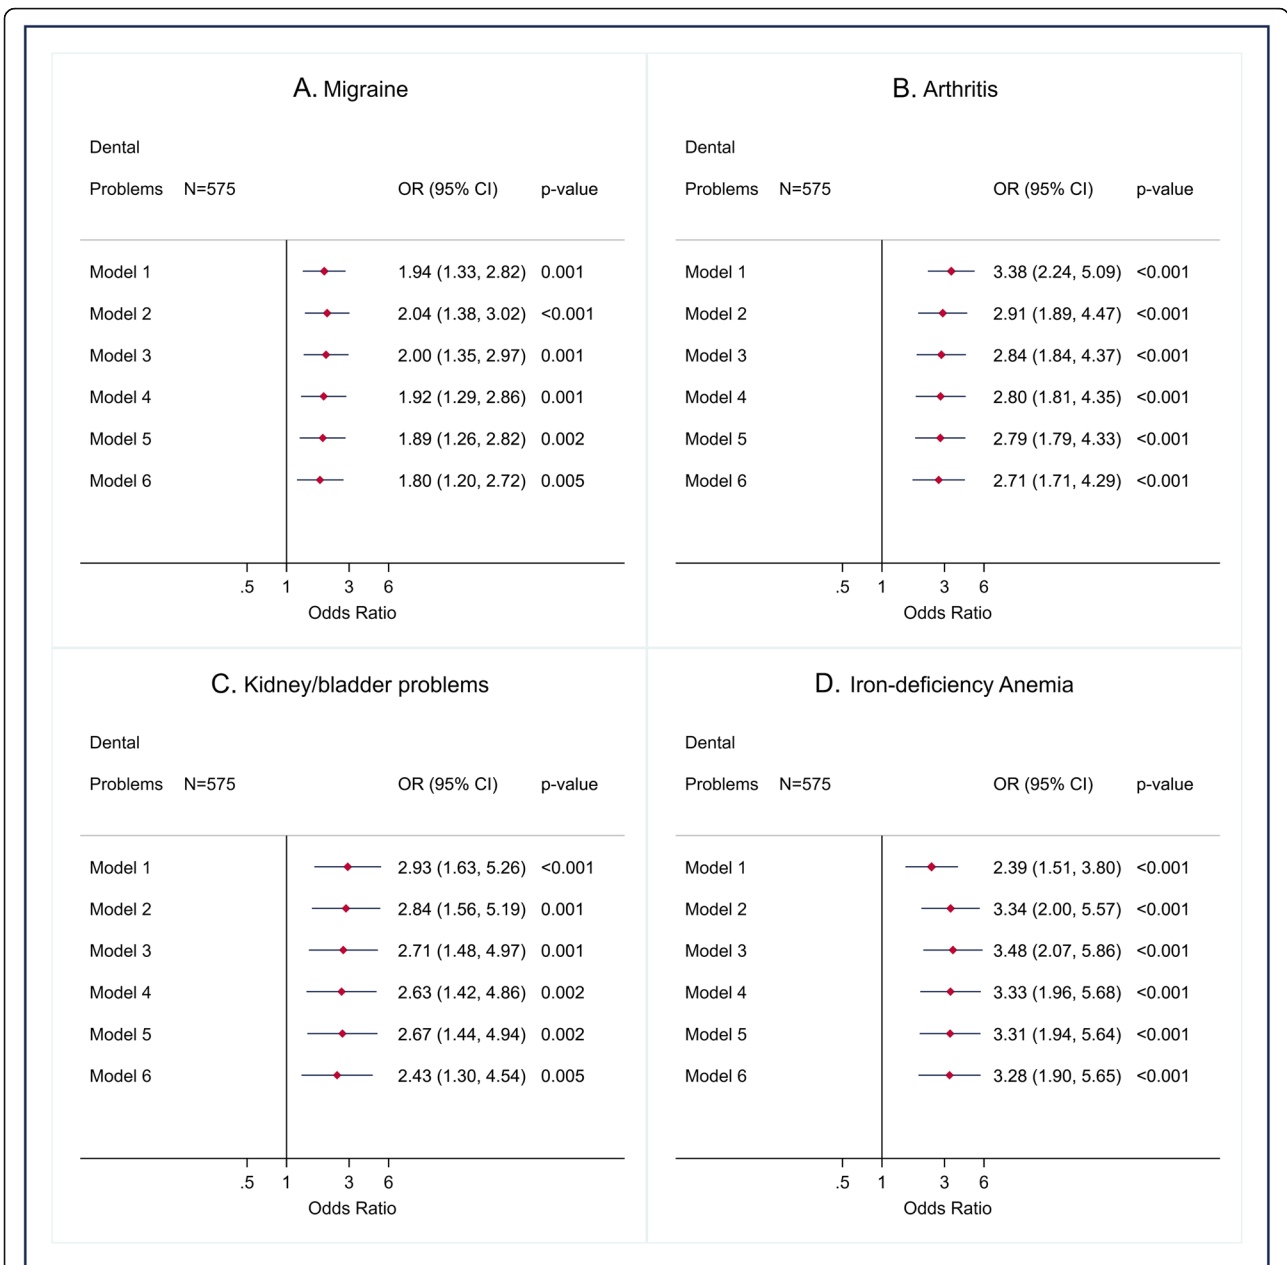 A. Migraine
Dental
Problems N=575 OR (95% CI) p-value
Model 1 1.94 (1.33, 2.82) 0.001
Model 2 2.04 (1.38, 3.02) <0.001
Model 3 2.00 (1.35, 2.97) 0.001
Model 4 1.92 (1.29, 2.86) 0.001
Model 5 1.89 (1.26, 2.82) 0.002
Model 6 1.80 (1.20, 2.72) 0.005
.5 1 3 6
Odds Ratio
B. Arthritis
Dental
Problems N=575 OR (95% CI) p-value
Model 1 3.38 (2.24, 5.09) <0.001
Model 2 2.91 (1.89, 4.47) <0.001
Model 3 2.84 (1.84, 4.37) <0.001
Model 4 2.80 (1.81, 4.35) <0.001
Model 5 2.79 (1.79, 4.33) <0.001
Model 6 2.71 (1.71, 4.29) <0.001
.5 1 3 6
Odds Ratio
C. Kidney/bladder problems
Dental
Problems N=575 OR (95% CI) p-value
Model 1 2.93 (1.63, 5.26) <0.001
Model 2 2.84 (1.56, 5.19) 0.001
Model 3 2.71 (1.48, 4.97) 0.001
Model 4 2.63 (1.42, 4.86) 0.002
Model 5 2.67 (1.44, 4.94) 0.002
Model 6 2.43 (1.30, 4.54) 0.005
.5 1 3 6
Odds Ratio
D. Iron-deficiency Anemia
Dental
Problems N=575 OR (95% CI) p-value
Model 1 2.39 (1.51, 3.80) <0.001
Model 2 3.34 (2.00, 5.57) <0.001
Model 3 3.48 (2.07, 5.86) <0.001
Model 4 3.33 (1.96, 5.68) <0.001
Model 5 3.31 (1.94, 5.64) <0.001
Model 6 3.28 (1.90, 5.65) <0.001
.5 1 3 6
Odds Ratio